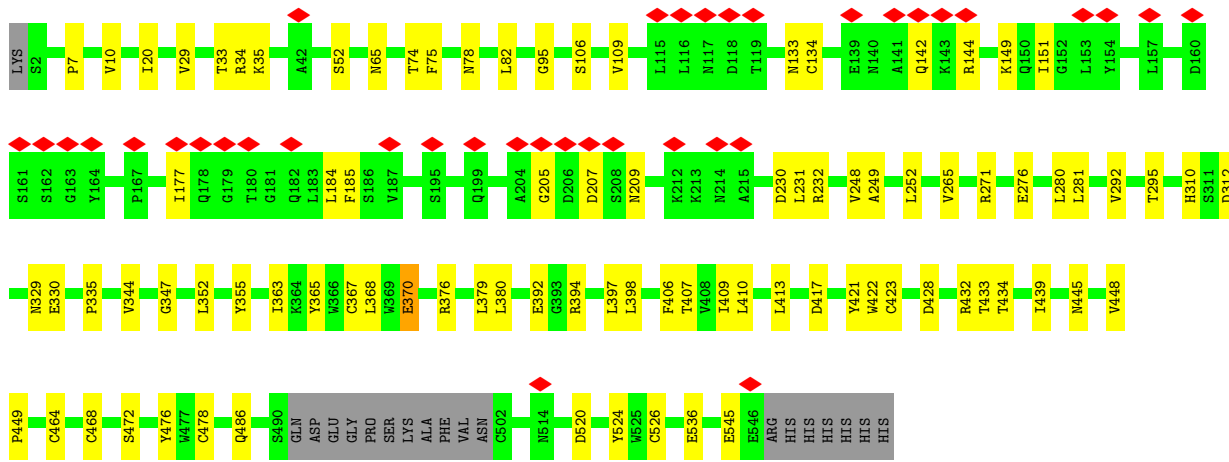 LYS S2 P7 V10 I20 V29 T33 R34 K35 A42 S52 N65 T74 F75 N78 L82 G95 S106 V109 L115 L116 N117 D118 T119 N133 C134 E139 N140 A141 Q142 K143 R144 K149 Q150 I151 G152 L153 Y154 L157 D160
S161 S162 G163 Y164 P167 I177 Q178 G179 T180 G181 Q182 L183 L184 F185 S186 V187 S195 Q199 A204 G205 D206 D207 S208 N209 K212 K213 N214 A215 D230 L231 R232 V248 A249 L252 V265 R271 E276 L280 L281 V292 T295 H310 S311 D312
N329 E330 P335 V344 G347 L352 Y355 I363 K364 Y365 W366 C367 L368 W369 E370 R376 L379 L380 E392 G393 R394 L397 L398 F406 T407 V408 I409 L410 L413 D417 Y421 W422 C423 D428 R432 T433 T434 I439 N445 V448
P449 C464 C468 S472 Y476 W477 C478 Q486 S490 GLN ASP GLU GLY PRO SER LYS ALA PHE VAL ASN C502 N514 D520 Y524 W525 C526 E536 E545 E546 ARG HIS HIS HIS HIS HIS HIS